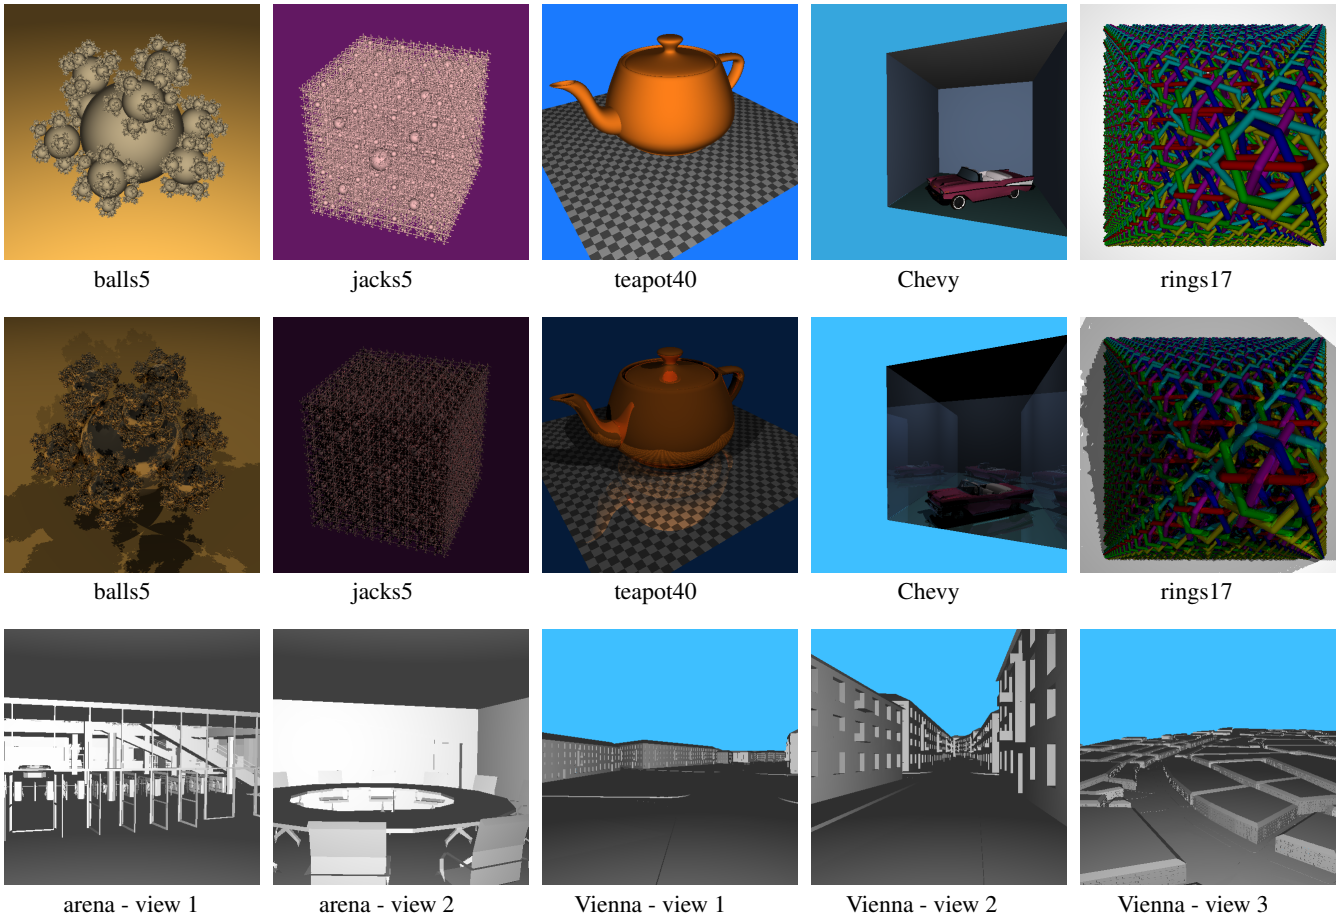 balls5
jacks5
teapot40
Chevy
rings17
balls5
jacks5
teapot40
Chevy
rings17
arena - view 1
arena - view 2
Vienna - view 1
Vienna - view 2
Vienna - view 3